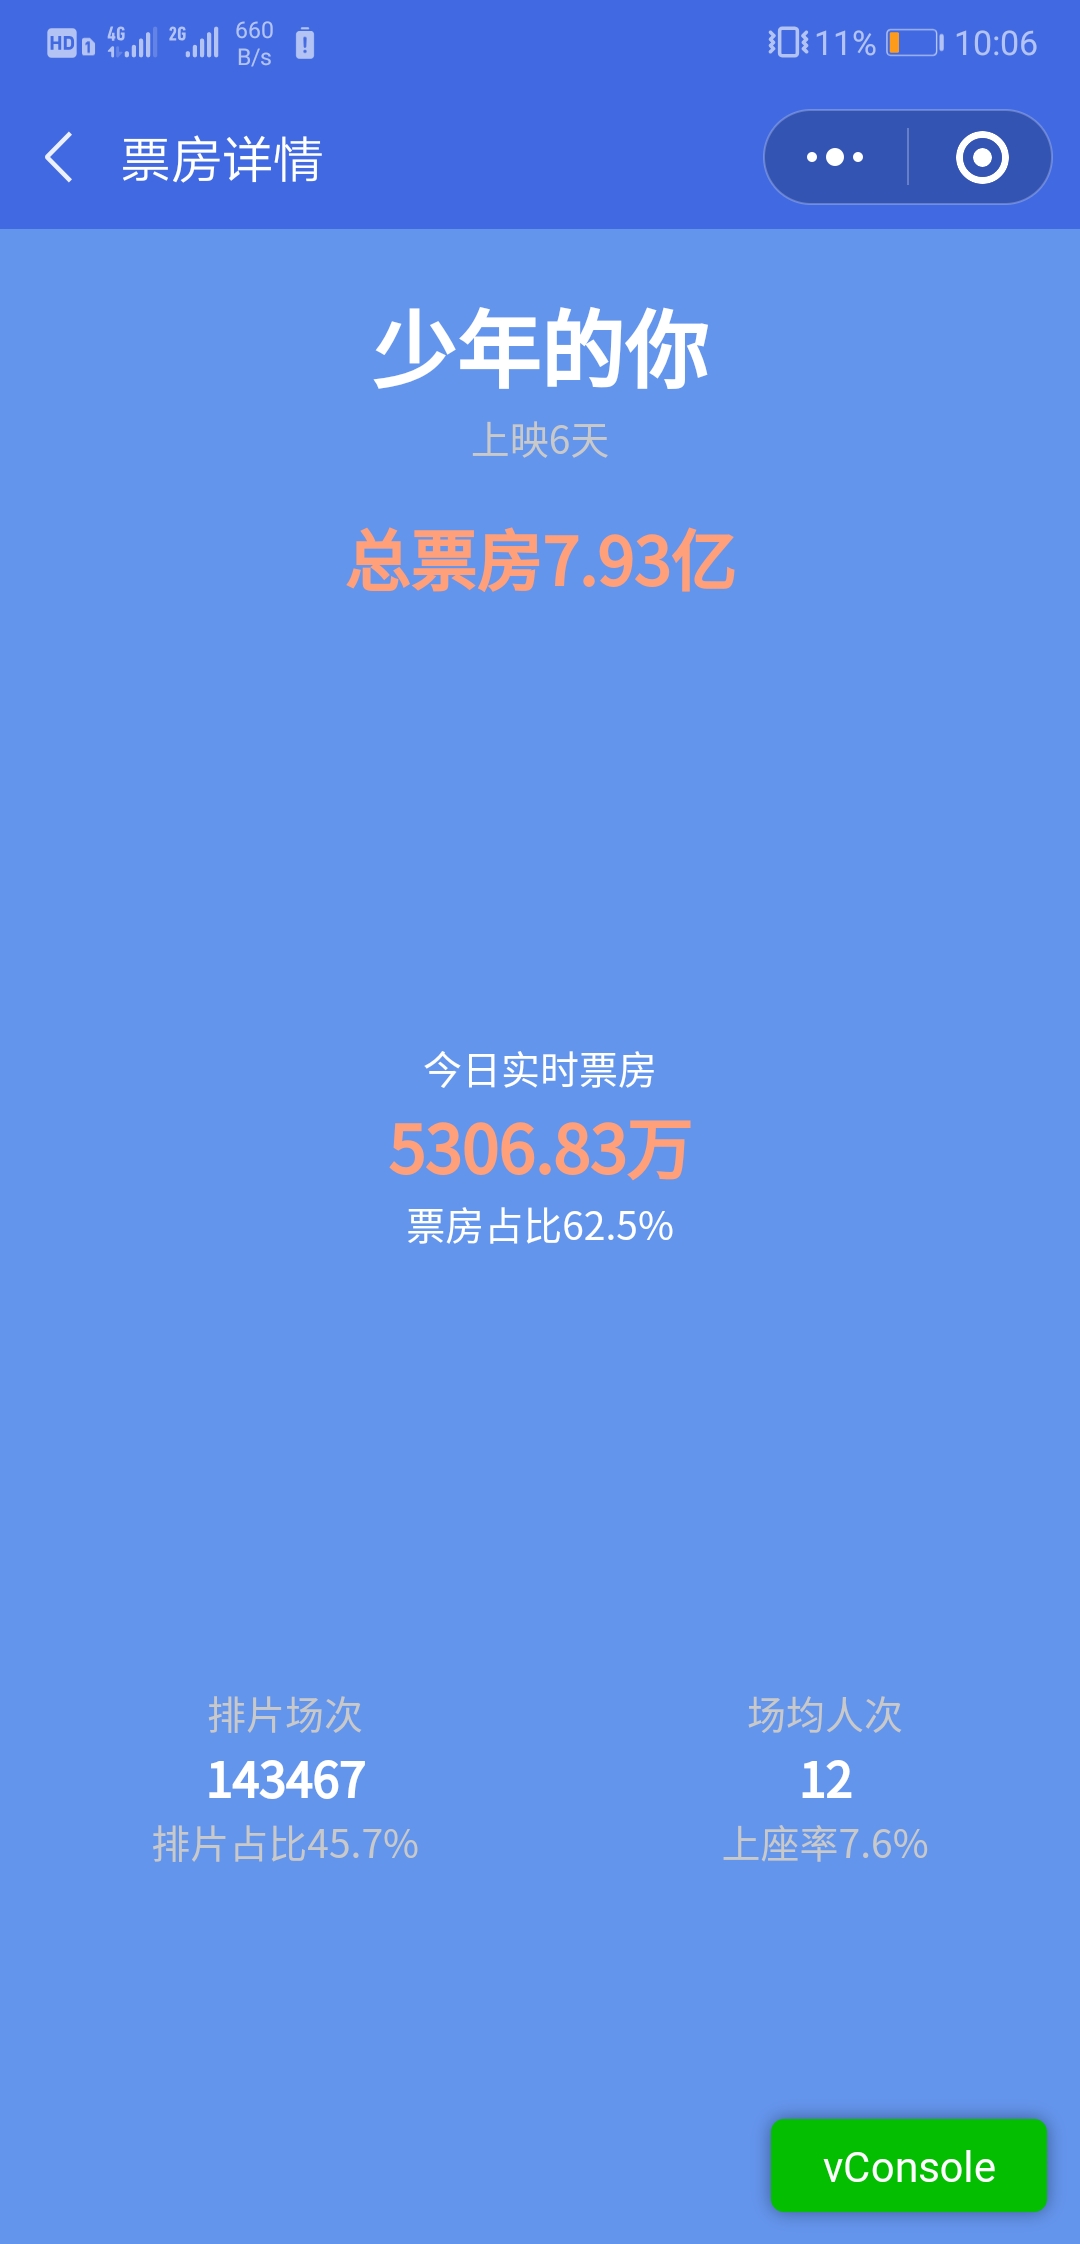 HD 1 4G 2G 660 B/s 11% 10:06
票房详情
少年的你
上映6天
总票房7.93亿
今日实时票房
5306.83万
票房占比62.5%
排片场次 场均人次
143467 12
排片占比45.7% 上座率7.6%
vConsole